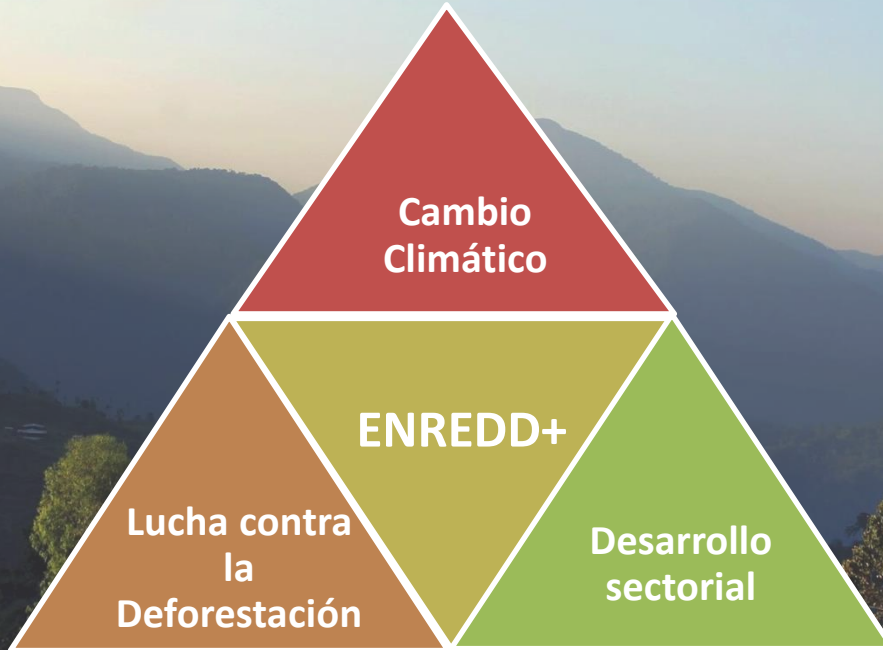 Cambio
Climático
ENREDD+
Lucha contra
la
Deforestación
Desarrollo
sectorial